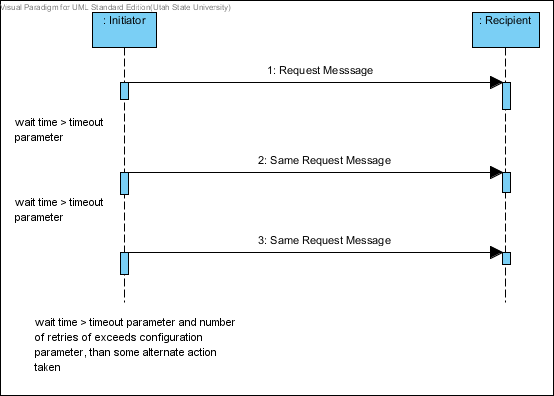 Visual Paradigm for UML Standard Edition(Utah State University)
: Initiator
: Recipient
1: Request Messsage
wait time > timeout
parameter
2: Same Request Message
wait time > timeout
parameter
3: Same Request Message
wait time > timeout parameter and number
of retries of exceeds configuration
parameter, than some alternate action
taken